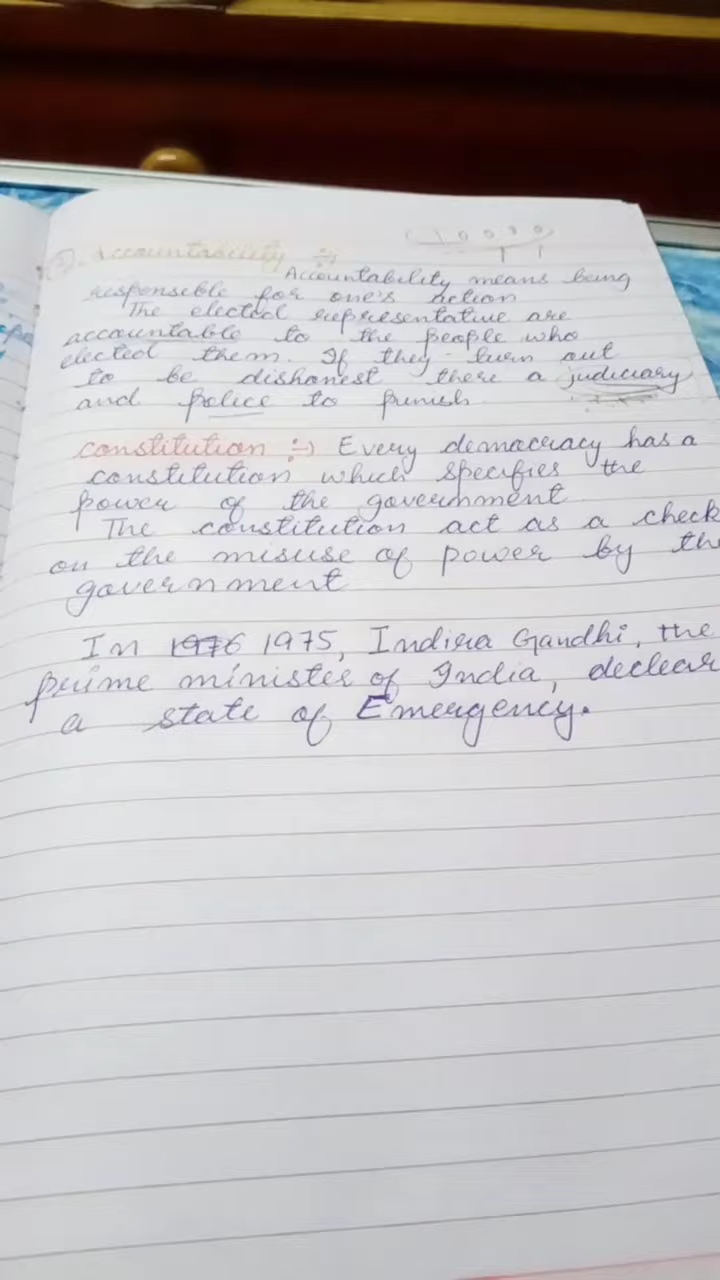 Accountability :-
Accountability means being
responsible for one's action
The elected representative are
accountable to the people who
elected them. If they turn out
to be dishonest there a judiciary
and police to punish
constitution :-) Every democracy has a
constitution which specifies the
power of the government
The constitution act as a check
on the misuse of power by the
government
In 1976 1975, Indira Gandhi, the
prime minister of India, declear
a state of Emergency.